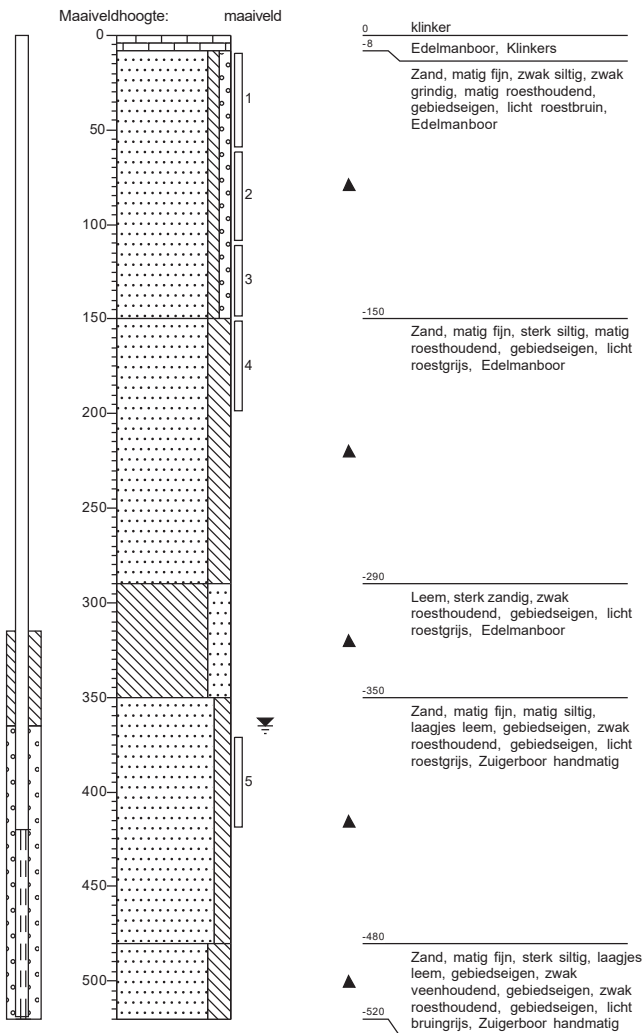 Maaiveldhoogte: maaiveld
0
50
100
150
200
250
300
350
400
450
500
1
2
3
4
5
0 klinker
-8 Edelmanboor, Klinkers
Zand, matig fijn, zwak siltig, zwak
grindig, matig roesthoudend,
gebiedseigen, licht roestbruin,
Edelmanboor
-150
Zand, matig fijn, sterk siltig, matig
roesthoudend, gebiedseigen, licht
roestgrijs, Edelmanboor
-290
Leem, sterk zandig, zwak
roesthoudend, gebiedseigen, licht
roestgrijs, Edelmanboor
-350
Zand, matig fijn, matig siltig,
laagjes leem, gebiedseigen, zwak
roesthoudend, gebiedseigen, licht
roestgrijs, Zuigerboor handmatig
-480
Zand, matig fijn, sterk siltig, laagjes
leem, gebiedseigen, zwak
veenhoudend, gebiedseigen, zwak
roesthoudend, gebiedseigen, licht
bruingrijs, Zuigerboor handmatig
-520